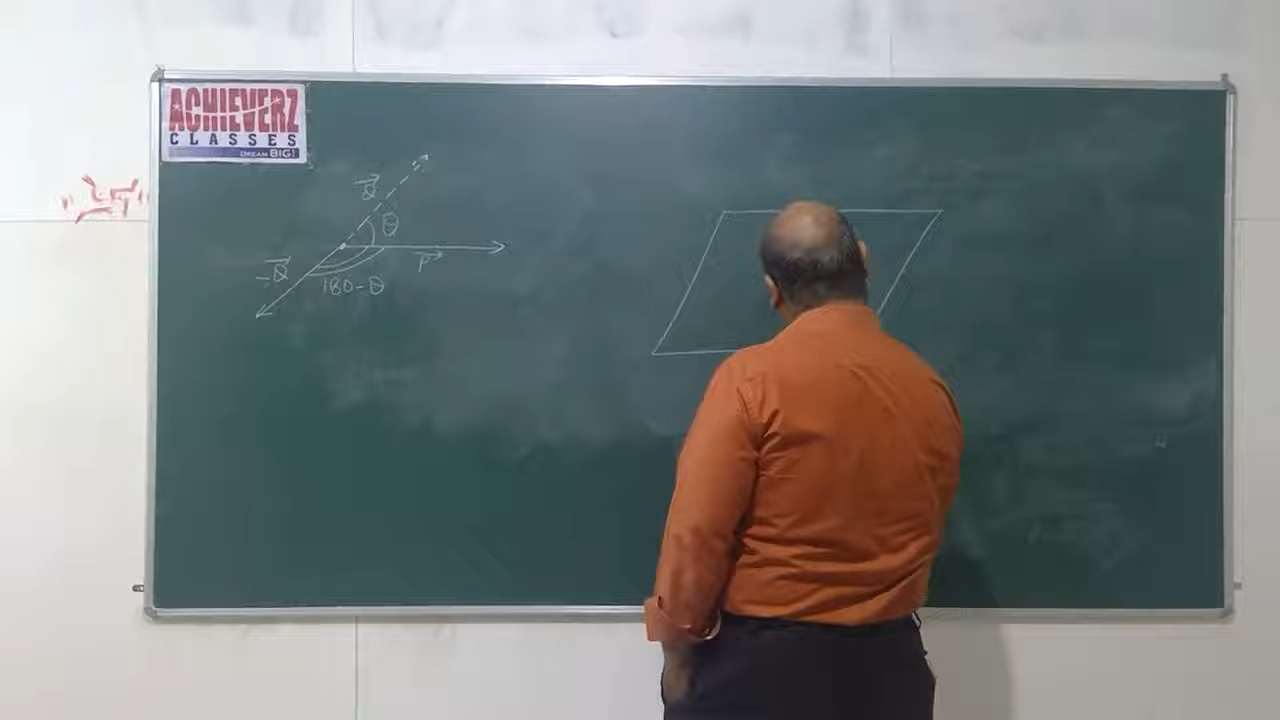 ACHIEVERZ
CLASSES
DREAM BIG!
Q⃗
θ
P⃗
-Q⃗
180-θ